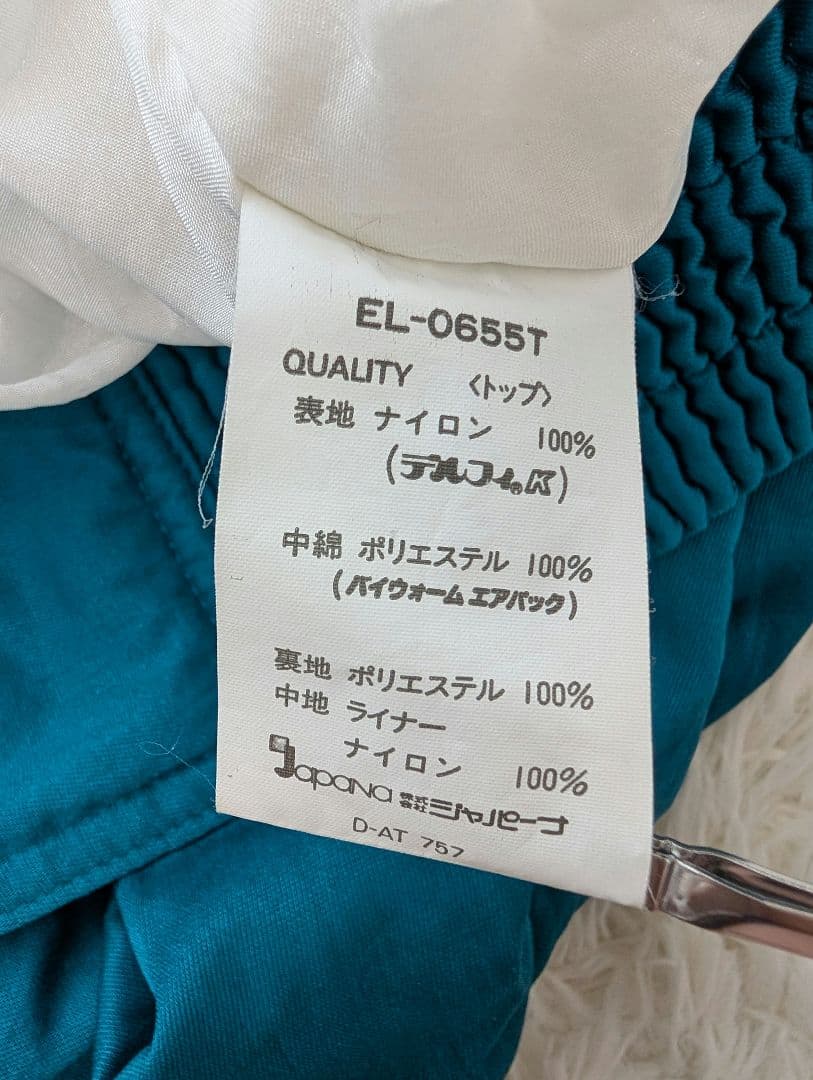 EL-0655T
QUALITY 〈トップ〉
表地 ナイロン 100%
(デルフィ®K)
中綿 ポリエステル 100%
(バイウォームエアパック)
裏地 ポリエステル 100%
中地 ライナー
ナイロン 100%
Japana 株式会社ジャパーナ
D-AT 757